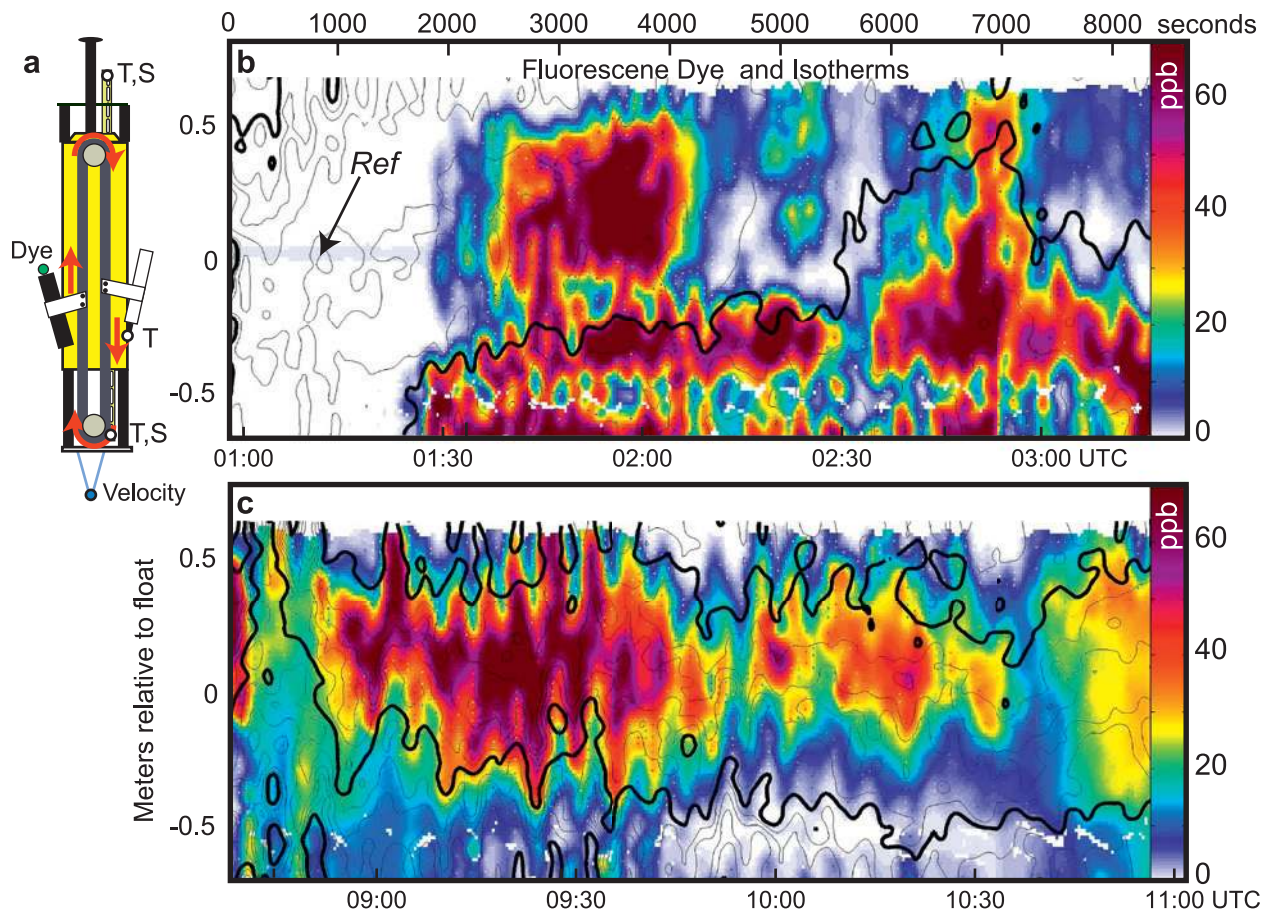 0 1000 2000 3000 4000 5000 6000 7000 8000 seconds
a
T,S
Dye
T
T,S
Velocity
b
Fluorescene Dye and Isotherms
Ref
0.5
0
-0.5
ppb
60
40
20
0
01:00 01:30 02:00 02:30 03:00 UTC
c
Meters relative to float
0.5
0
-0.5
ppb
60
40
20
0
09:00 09:30 10:00 10:30 11:00 UTC